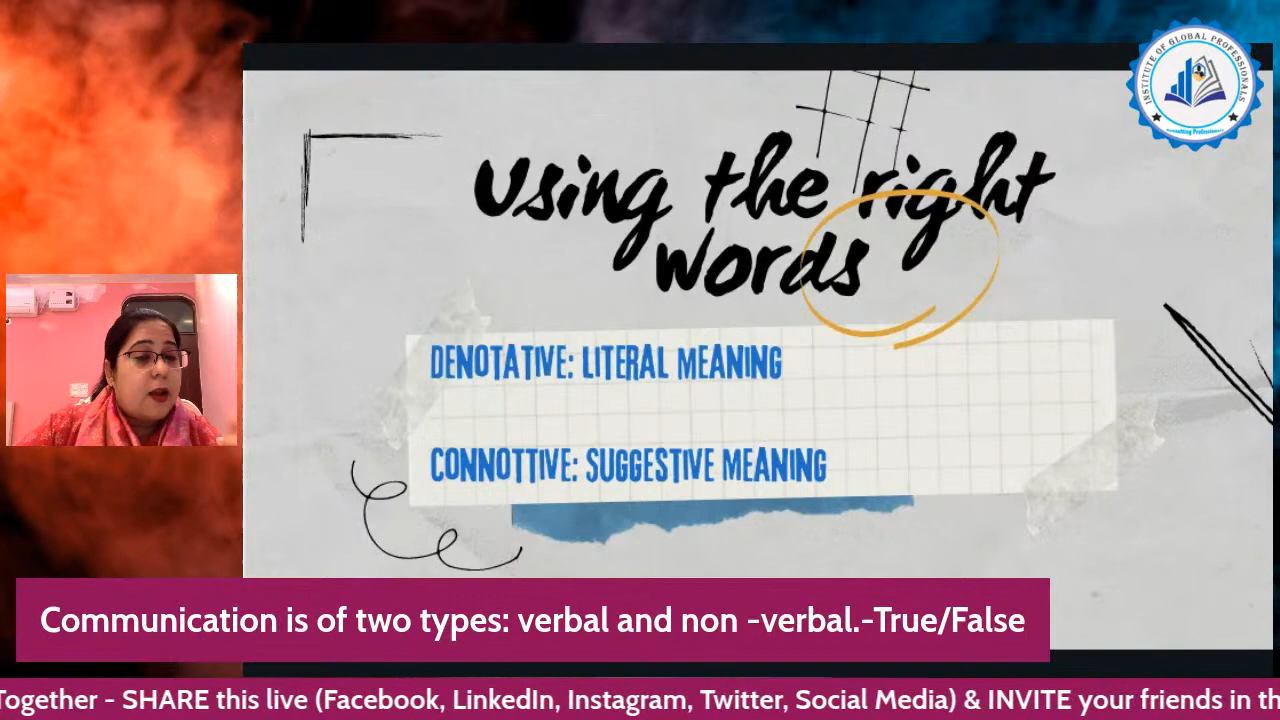 INSTITUTE OF GLOBAL PROFESSIONALS
Using the right
words
DENOTATIVE: LITERAL MEANING
CONNOTTIVE: SUGGESTIVE MEANING
Communication is of two types: verbal and non -verbal.-True/False
Together - SHARE this live (Facebook, LinkedIn, Instagram, Twitter, Social Media) & INVITE your friends in th